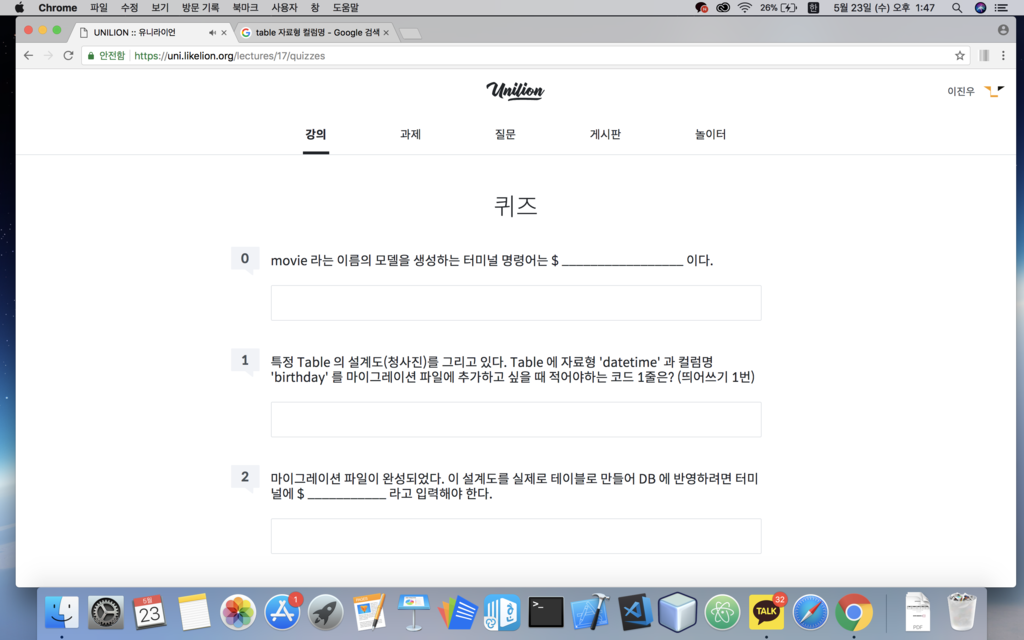 Chrome 파일 수정 보기 방문 기록 북마크 사용자 창 도움말 26% 한 5월 23일 (수) 오후 1:47
UNILION :: 유니라이언 table 자료형 컬럼명 - Google 검색
안전함 https://uni.likelion.org/lectures/17/quizzes
Unilion
이진우
강의 과제 질문 게시판 놀이터
퀴즈
0 movie 라는 이름의 모델을 생성하는 터미널 명령어는 $ _________________ 이다.
1 특정 Table 의 설계도(청사진)를 그리고 있다. Table 에 자료형 'datetime' 과 컬럼명
'birthday' 를 마이그레이션 파일에 추가하고 싶을 때 적어야하는 코드 1줄은? (띄어쓰기 1번)
2 마이그레이션 파일이 완성되었다. 이 설계도를 실제로 테이블로 만들어 DB 에 반영하려면 터미
널에 $ ___________ 라고 입력해야 한다.
5월
23
1
>_
TALK
32
PDF